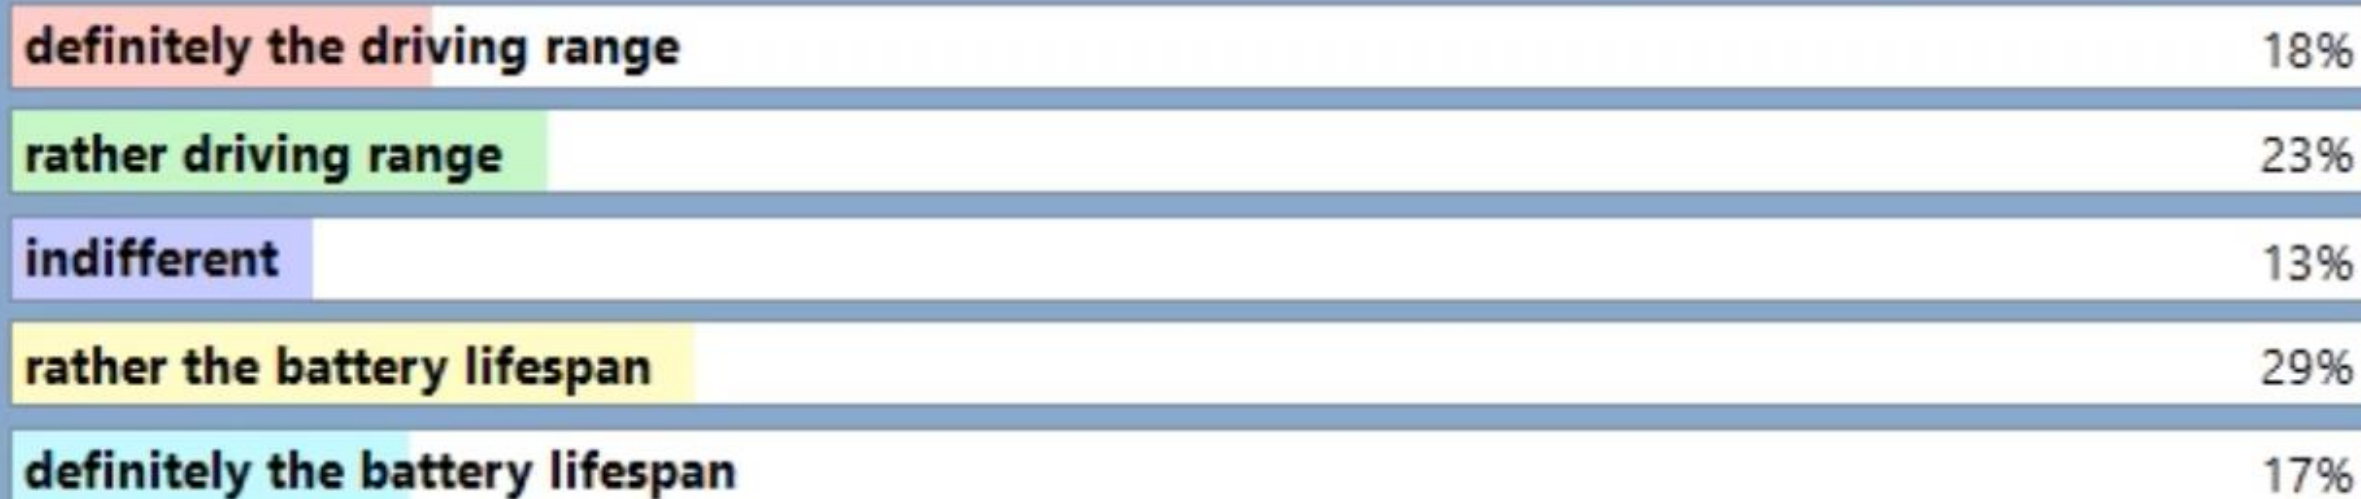 definitely the driving range 18%
rather driving range 23%
indifferent 13%
rather the battery lifespan 29%
definitely the battery lifespan 17%